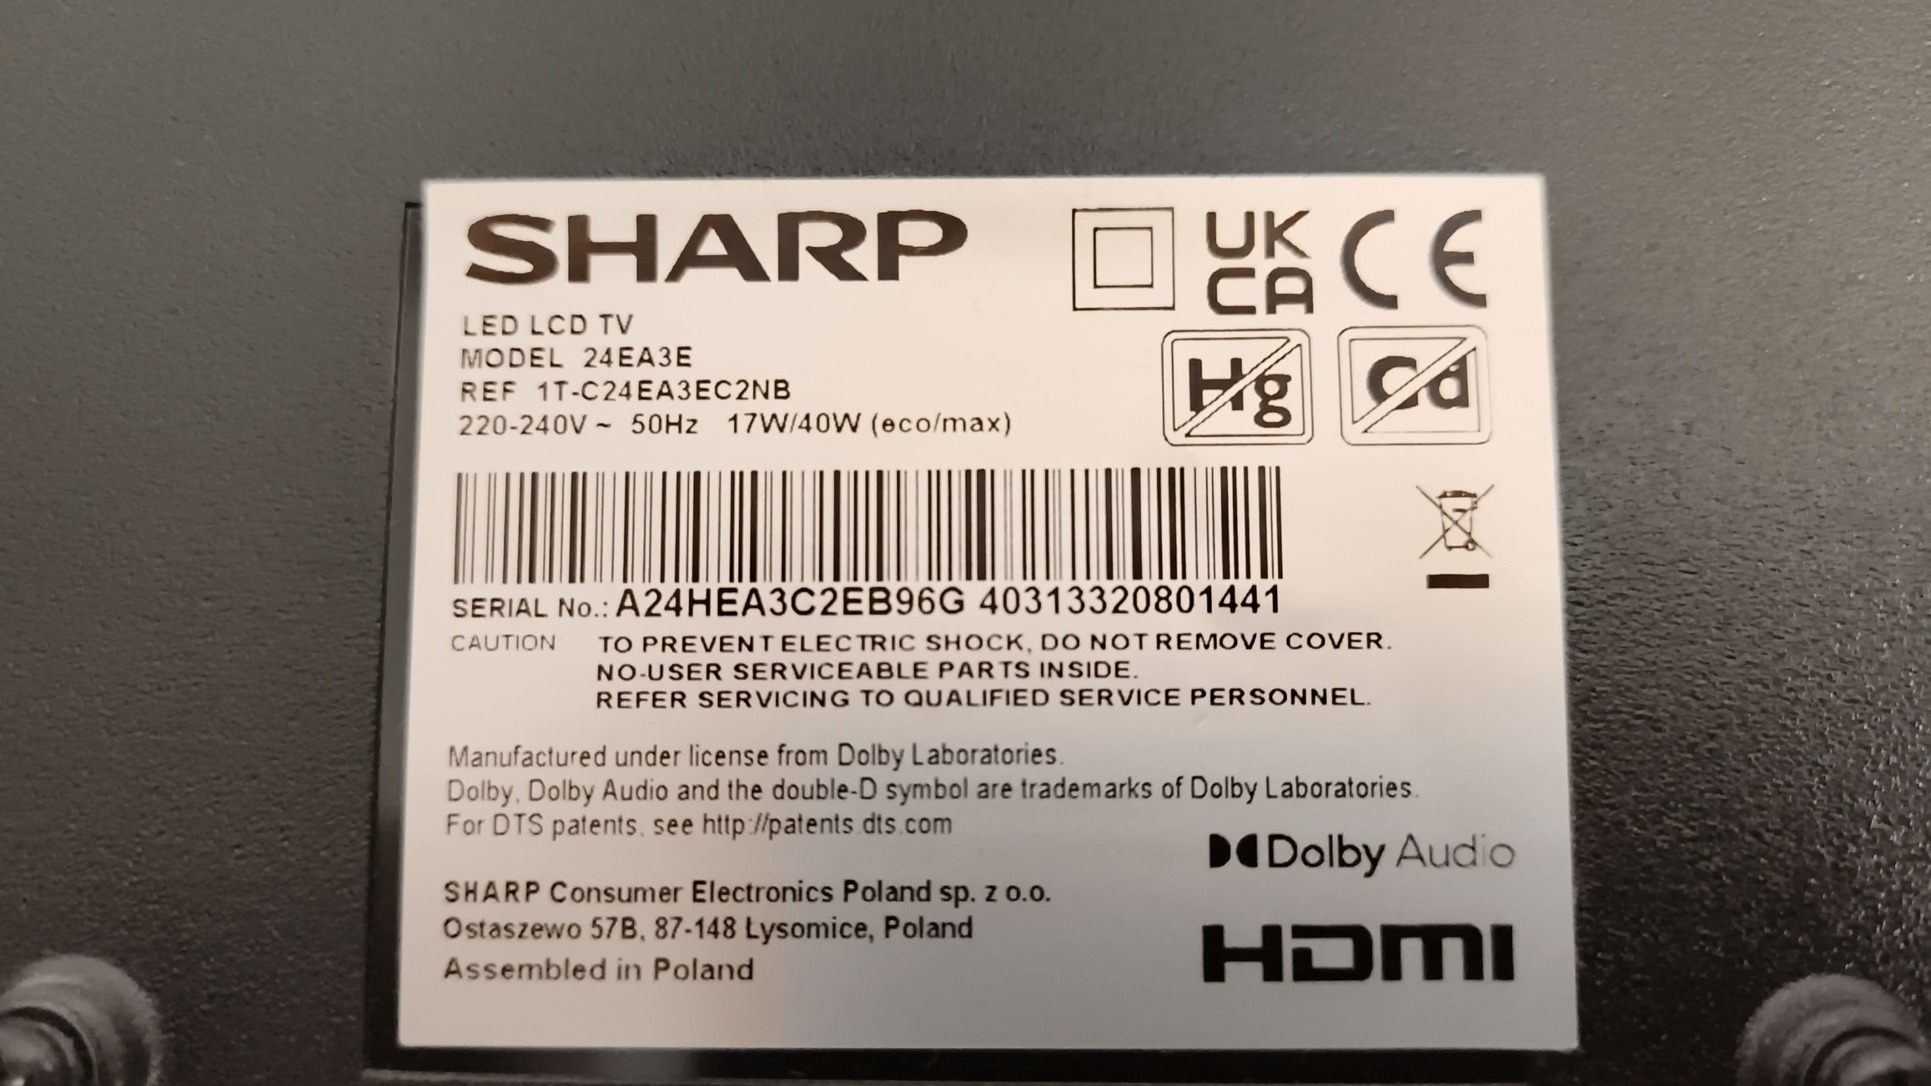 SHARP
UK
CA
CE
LED LCD TV
MODEL 24EA3E
REF 1T-C24EA3EC2NB
220-240V ~ 50Hz 17W/40W (eco/max)
Hg
Cd
SERIAL No.: A24HEA3C2EB96G 40313320801441
CAUTION TO PREVENT ELECTRIC SHOCK, DO NOT REMOVE COVER.
NO-USER SERVICEABLE PARTS INSIDE.
REFER SERVICING TO QUALIFIED SERVICE PERSONNEL.
Manufactured under license from Dolby Laboratories.
Dolby, Dolby Audio and the double-D symbol are trademarks of Dolby Laboratories.
For DTS patents, see http://patents.dts.com
Dolby Audio
SHARP Consumer Electronics Poland sp. z o.o.
Ostaszewo 57B, 87-148 Lysomice, Poland
Assembled in Poland
HDMI